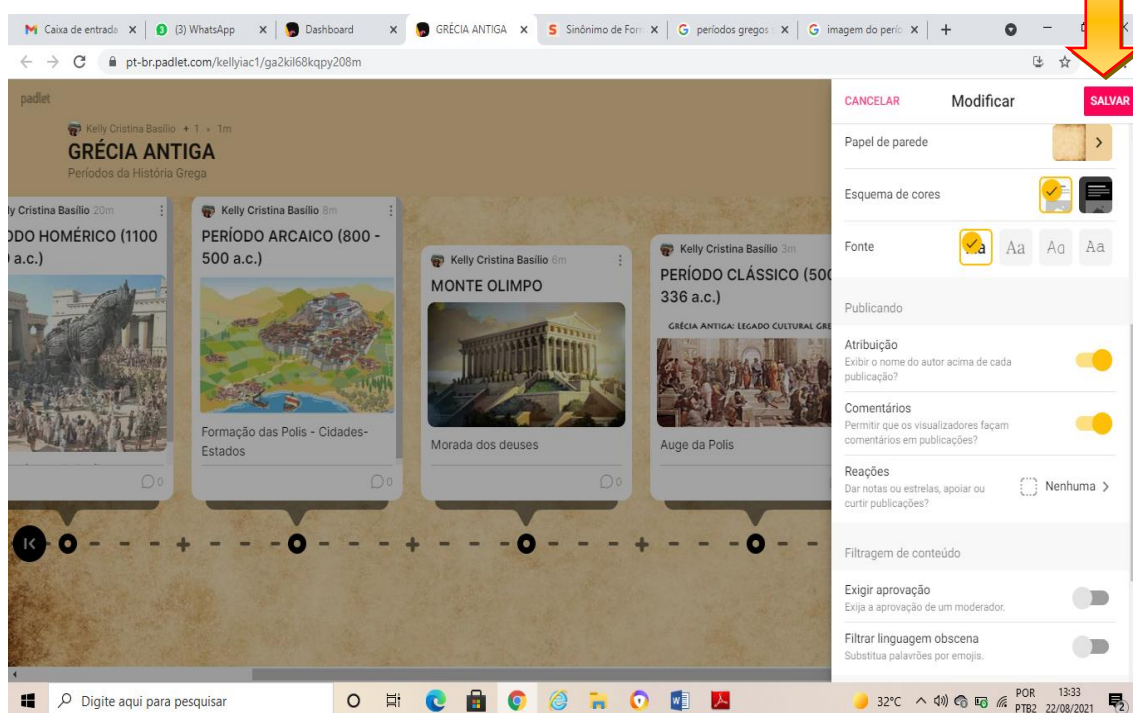 Caixa de entrada
(3) WhatsApp
Dashboard
GRÉCIA ANTIGA
Sinônimo de Form
períodos gregos
imagem do perío
pt-br.padlet.com/kellyiac1/ga2kil68kqpy208m
padlet
Kelly Cristina Basílio + 1 • 1m
GRÉCIA ANTIGA
Períodos da História Grega
ly Cristina Basílio 20m
ODO HOMÉRICO (1100
a.c.)
0
Kelly Cristina Basílio 8m
PERÍODO ARCAICO (800 -
500 a.c.)
Formação das Polis - Cidades-
Estados
0
Kelly Cristina Basílio 6m
MONTE OLIMPO
Morada dos deuses
0
Kelly Cristina Basílio 3m
PERÍODO CLÁSSICO (500
336 a.c.)
GRÉCIA ANTIGA: LEGADO CULTURAL GRE
Auge da Polis
CANCELAR Modificar SALVAR
Papel de parede
Esquema de cores
Fonte Aa Aa Aa
Publicando
Atribuição
Exibir o nome do autor acima de cada
publicação?
Comentários
Permitir que os visualizadores façam
comentários em publicações?
Reações
Dar notas ou estrelas, apoiar ou
curtir publicações?
Nenhuma
Filtragem de conteúdo
Exigir aprovação
Exija a aprovação de um moderador.
Filtrar linguagem obscena
Substitua palavrões por emojis.
Digite aqui para pesquisar
32°C
POR
PTB2
13:33
22/08/2021
2